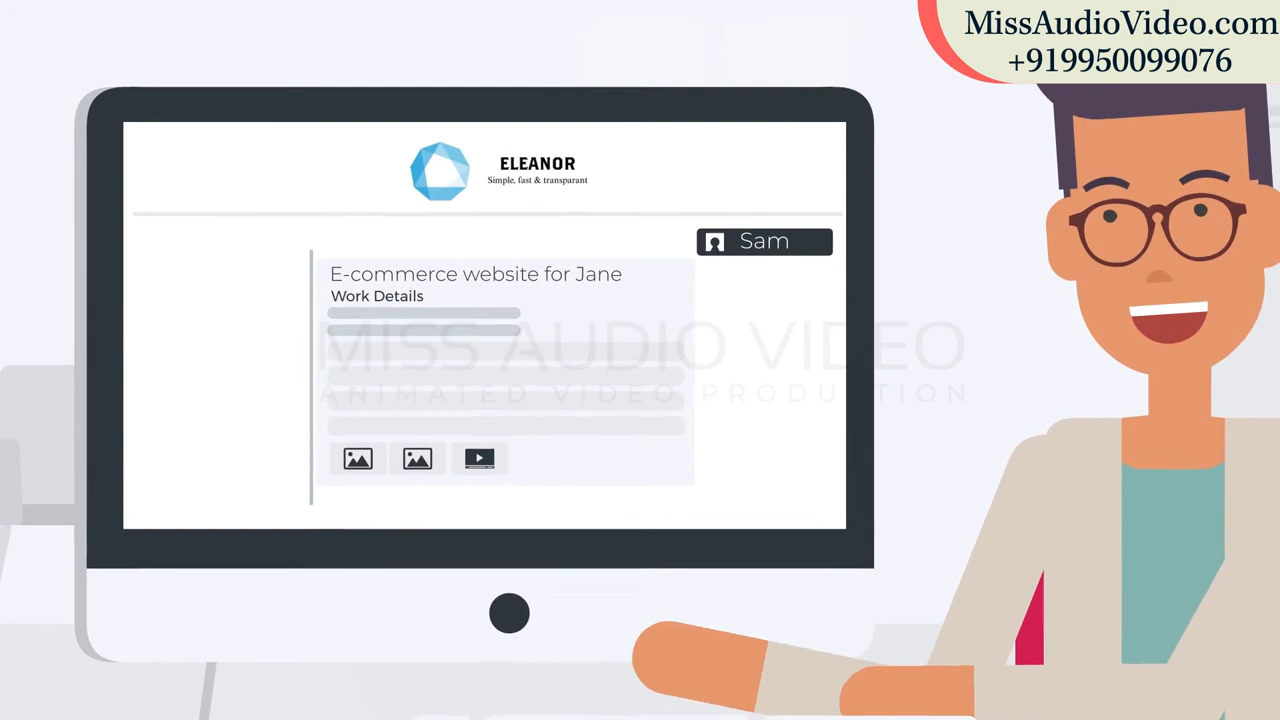 MissAudioVideo.com
+919950099076
ELEANOR
Simple, fast & transparant
Sam
E-commerce website for Jane
Work Details
MISS AUDIO VIDEO
ANIMATED VIDEO PRODUCTION